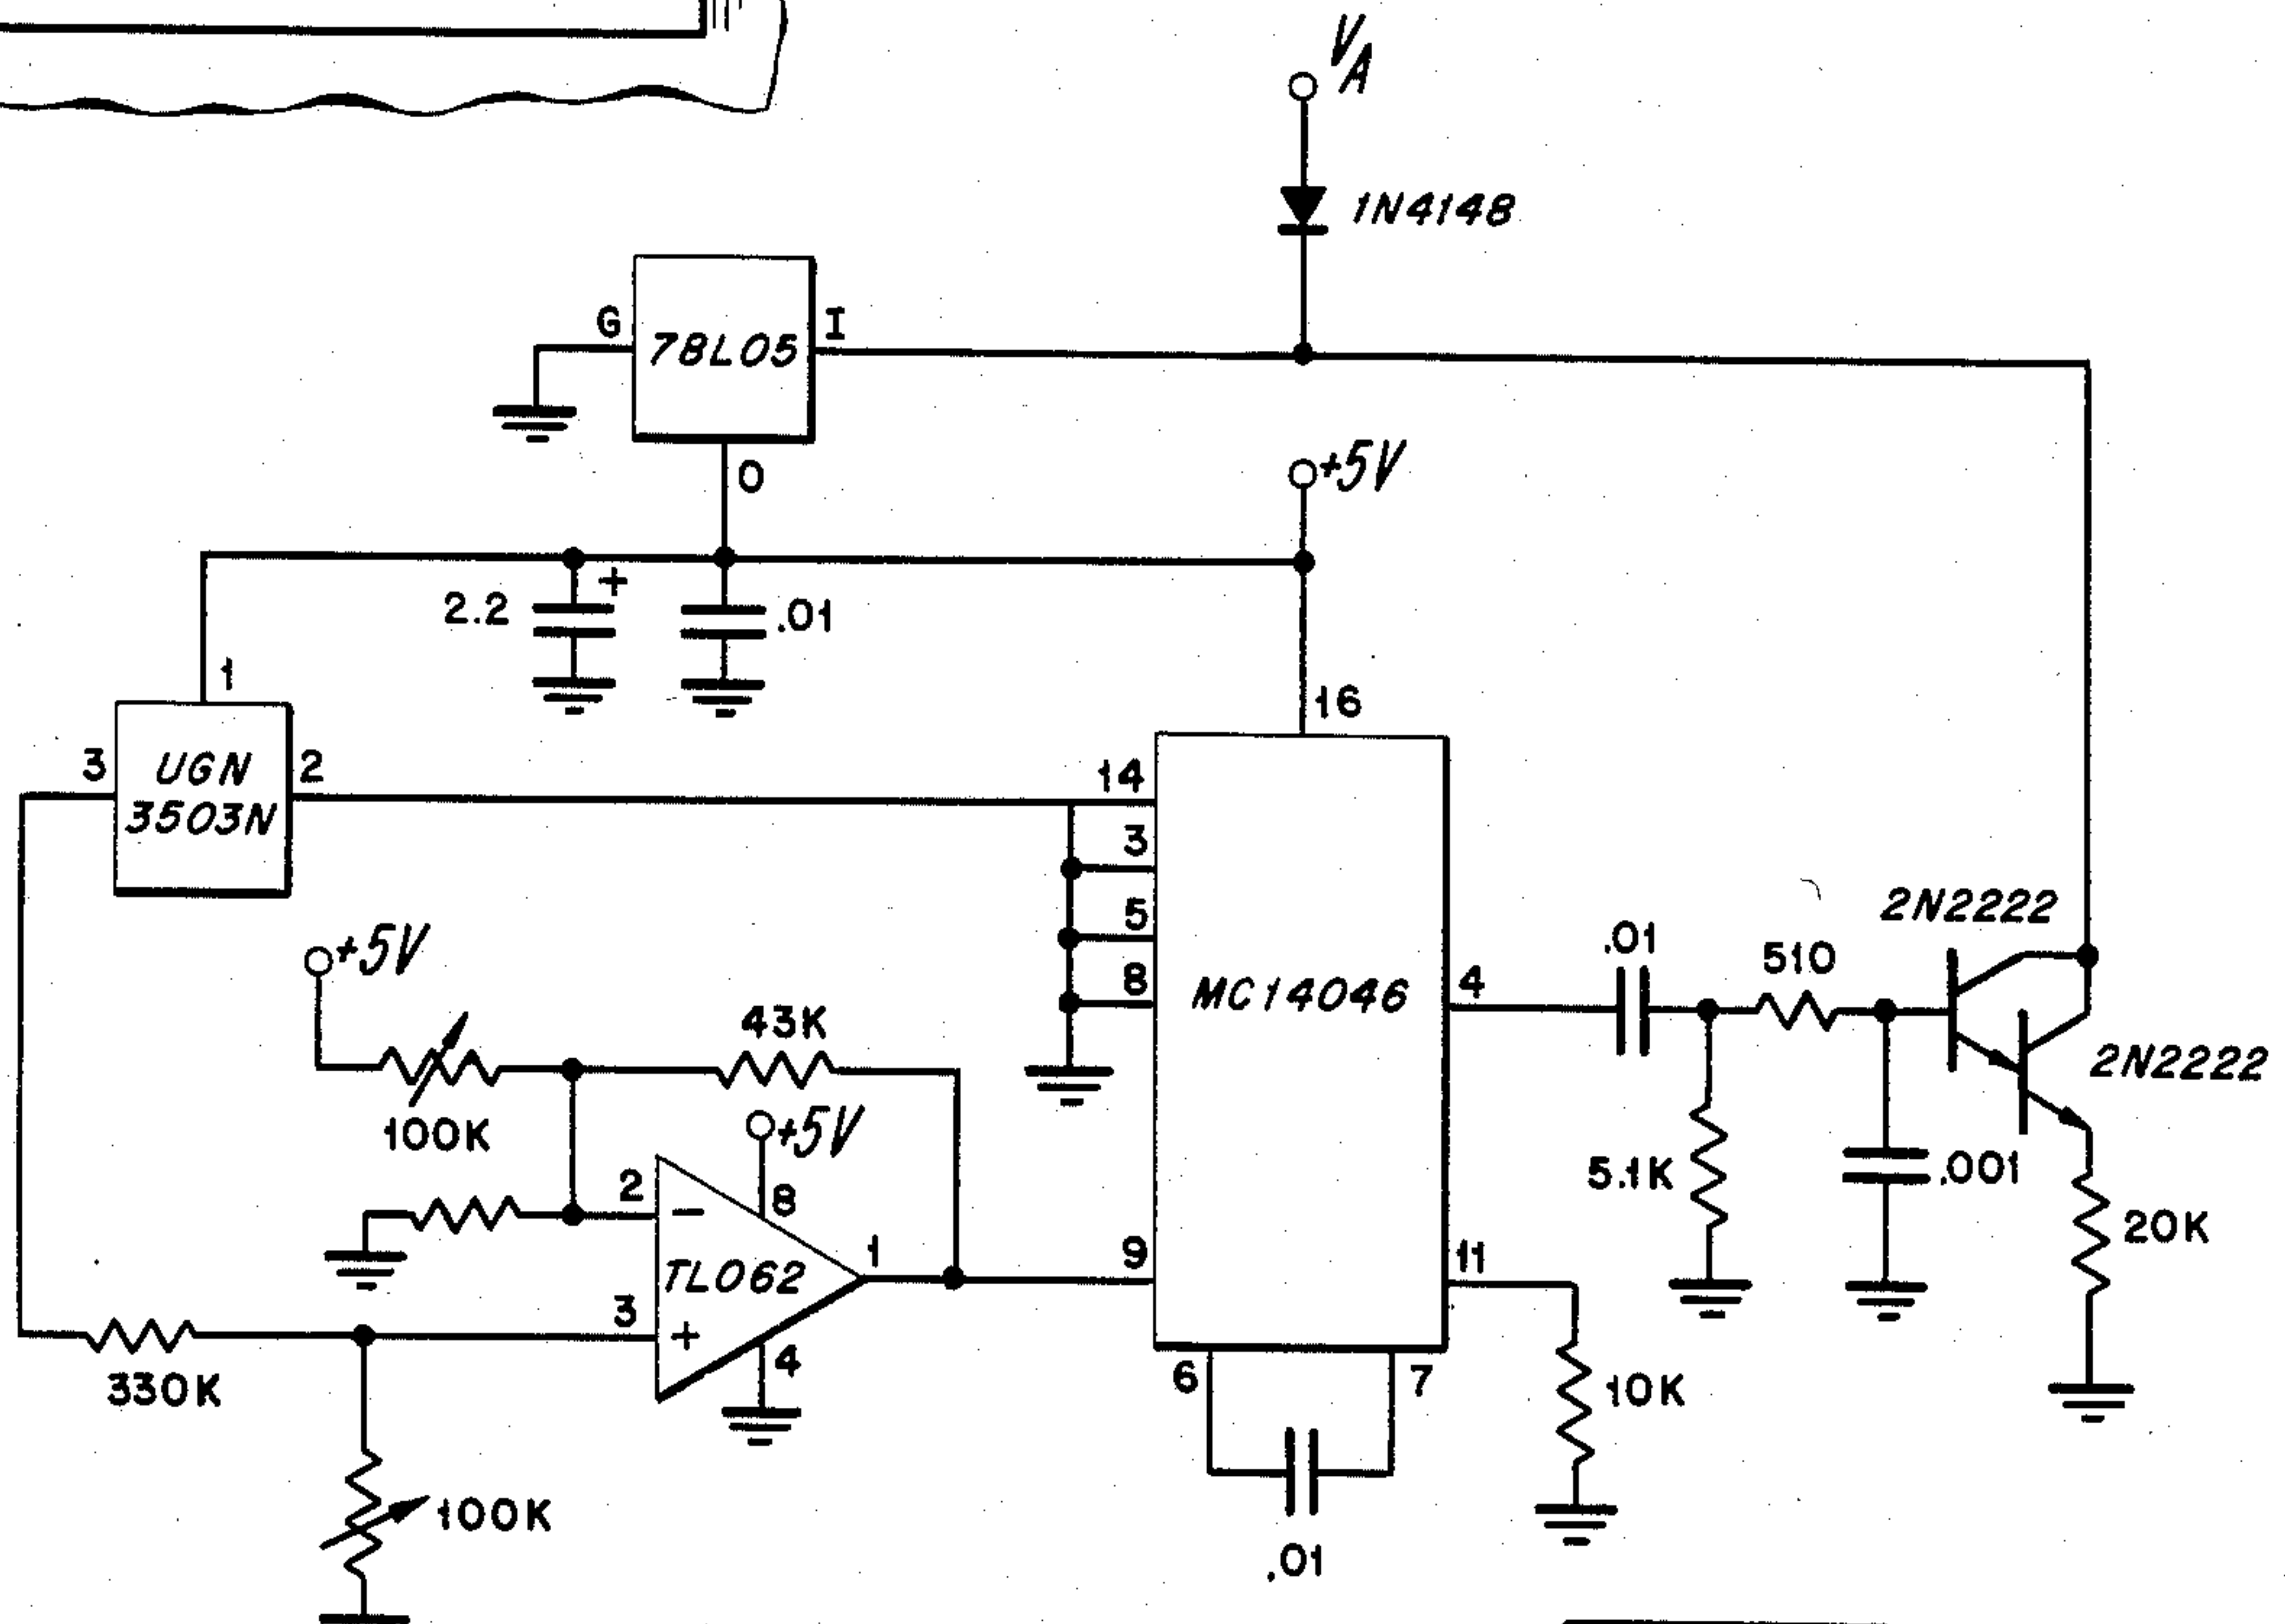 VA
1N4148
G
78L05
I
O
+5V
2.2
+
.01
1
16
3
UGN
3503N
2
14
3
5
8
MC14046
4
.01
510
2N2222
2N2222
+5V
43K
100K
+5V
2
8
−
TL062
1
9
3
+
4
11
5.1K
.001
20K
330K
6
7
10K
100K
.01